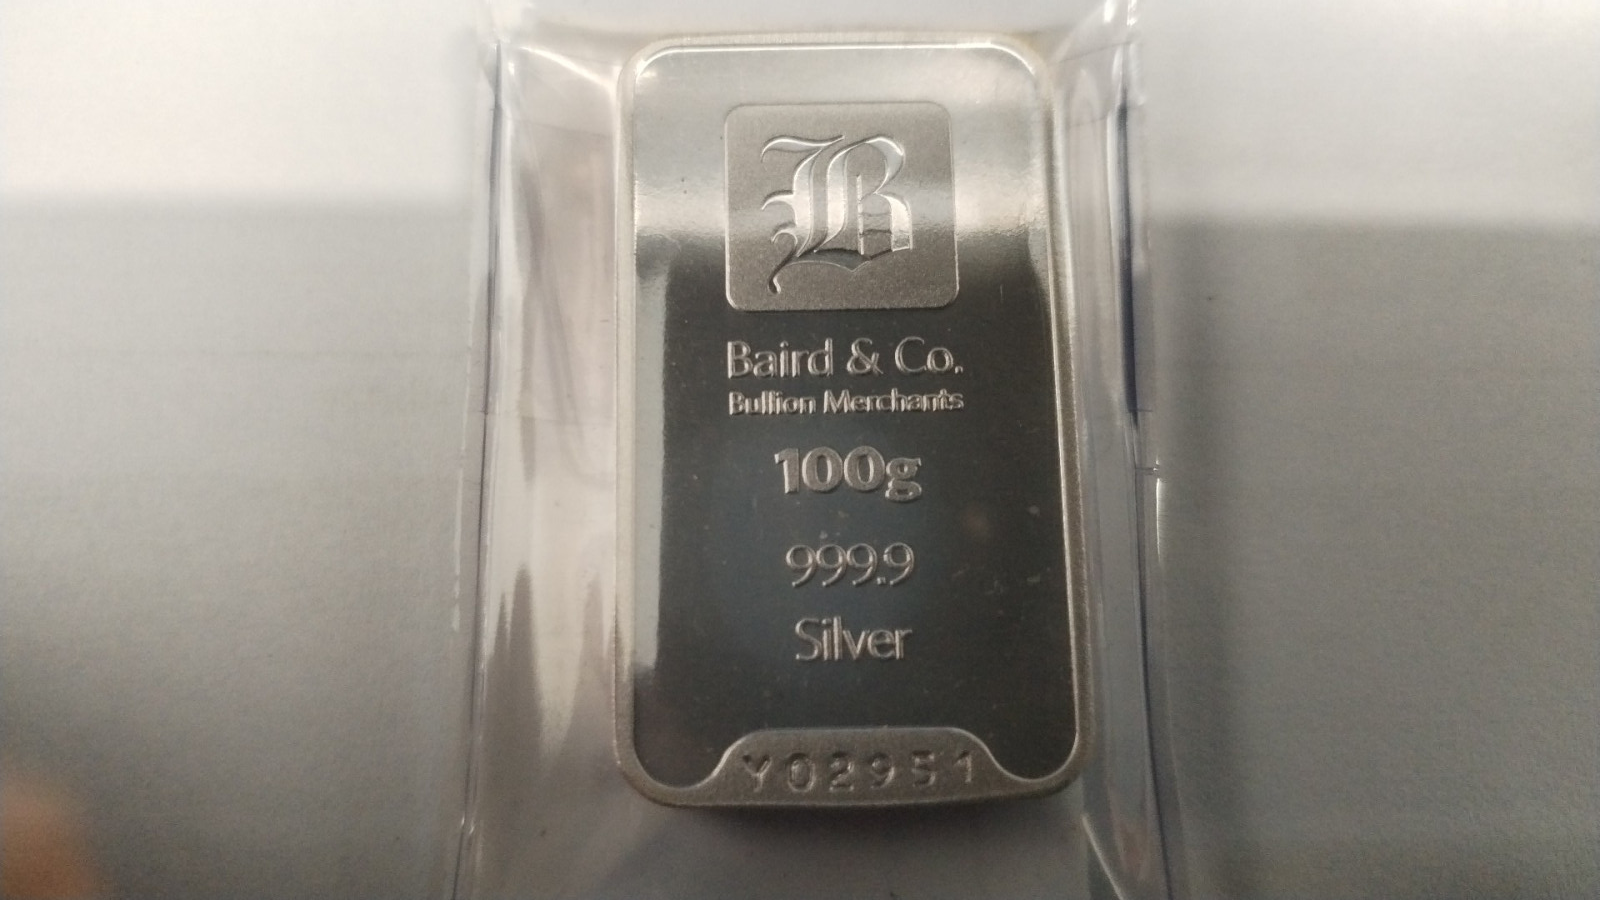 B
Baird & Co.
Bullion Merchants
100g
999.9
Silver
Y02951